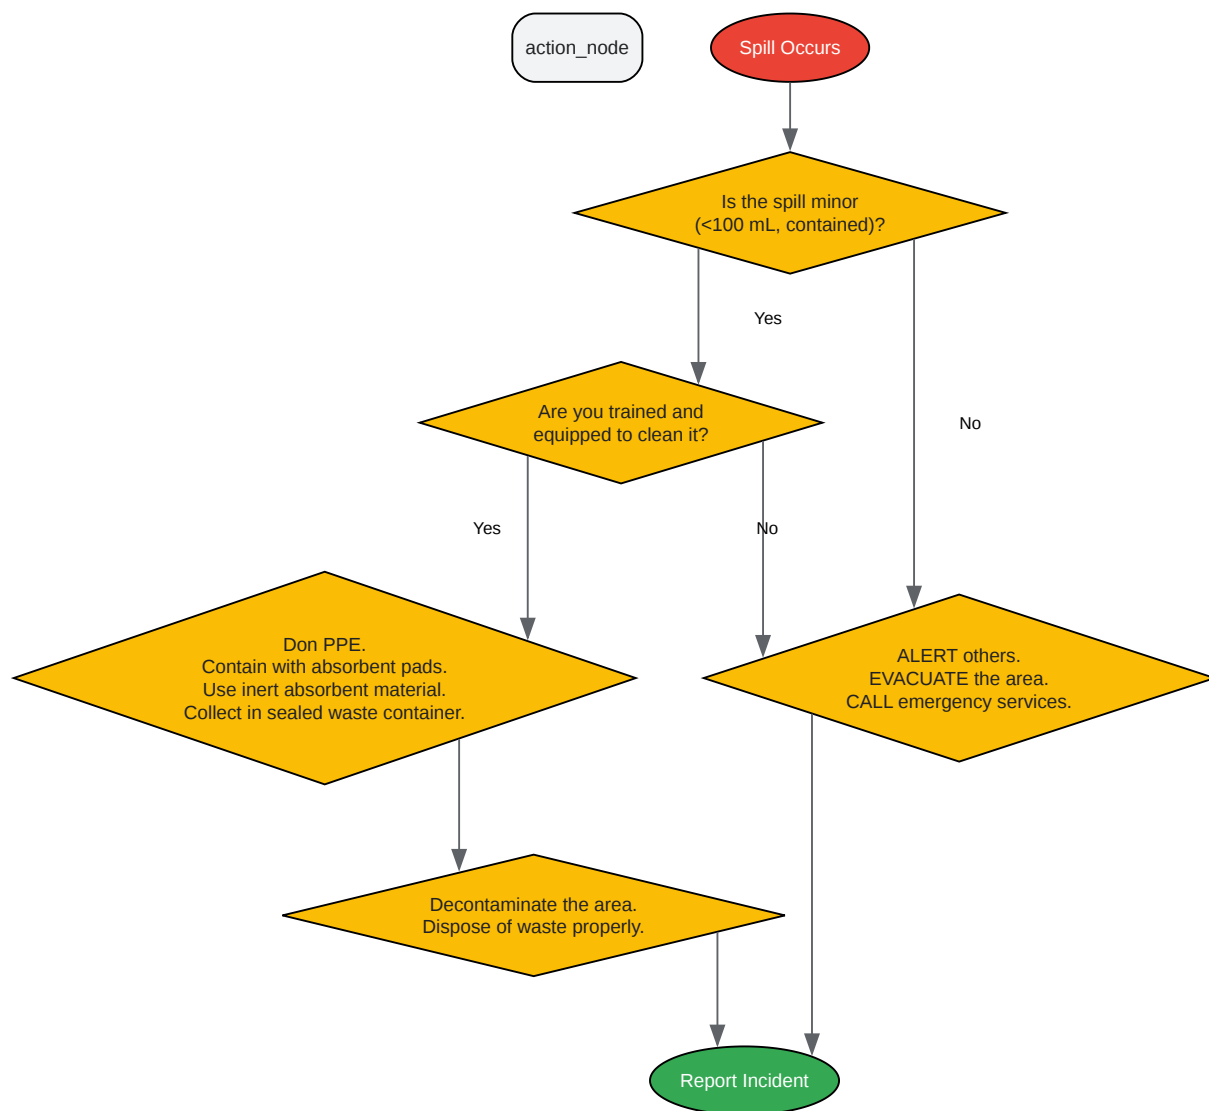 action_node
Spill Occurs
Is the spill minor
(<100 mL, contained)?
Yes
Are you trained and
equipped to clean it?
No
Yes
No
Don PPE.
Contain with absorbent pads.
Use inert absorbent material.
Collect in sealed waste container.
ALERT others.
EVACUATE the area.
CALL emergency services.
Decontaminate the area.
Dispose of waste properly.
Report Incident